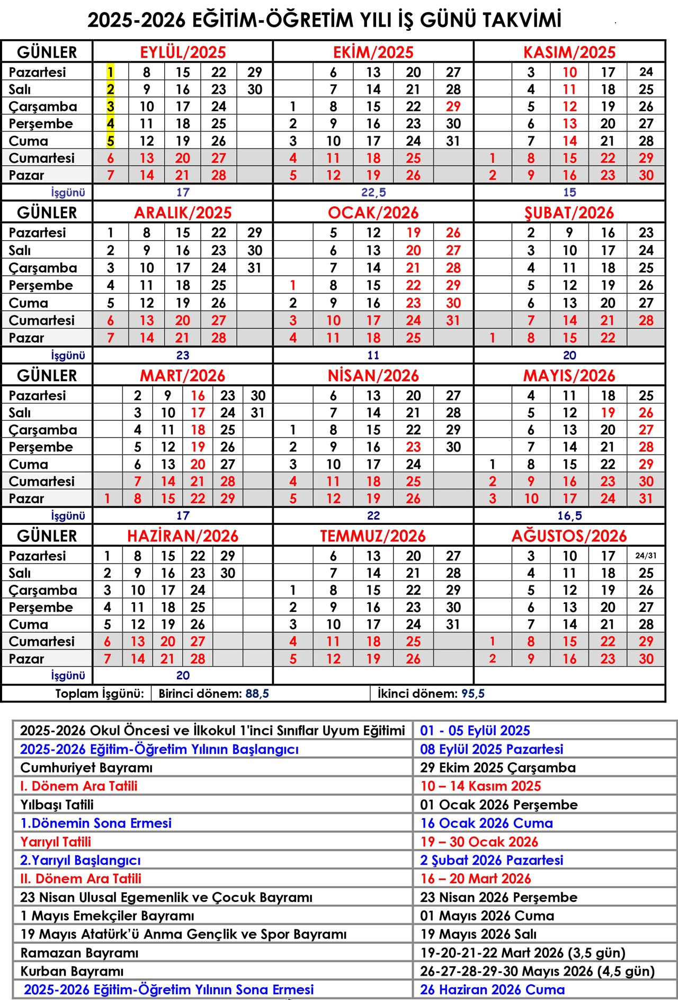 2025-2026 EĞİTİM-ÖĞRETİM YILI İŞ GÜNÜ TAKVİMİ
GÜNLER EYLÜL/2025 EKİM/2025 KASIM/2025
Pazartesi 1 8 15 22 29 6 13 20 27 3 10 17 24
Salı 2 9 16 23 30 7 14 21 28 4 11 18 25
Çarşamba 3 10 17 24 1 8 15 22 29 5 12 19 26
Perşembe 4 11 18 25 2 9 16 23 30 6 13 20 27
Cuma 5 12 19 26 3 10 17 24 31 7 14 21 28
Cumartesi 6 13 20 27 4 11 18 25 1 8 15 22 29
Pazar 7 14 21 28 5 12 19 26 2 9 16 23 30
İşgünü 17 22,5 15
GÜNLER ARALIK/2025 OCAK/2026 ŞUBAT/2026
Pazartesi 1 8 15 22 29 5 12 19 26 2 9 16 23
Salı 2 9 16 23 30 6 13 20 27 3 10 17 24
Çarşamba 3 10 17 24 31 7 14 21 28 4 11 18 25
Perşembe 4 11 18 25 1 8 15 22 29 5 12 19 26
Cuma 5 12 19 26 2 9 16 23 30 6 13 20 27
Cumartesi 6 13 20 27 3 10 17 24 31 7 14 21 28
Pazar 7 14 21 28 4 11 18 25 1 8 15 22
İşgünü 23 11 20
GÜNLER MART/2026 NİSAN/2026 MAYIS/2026
Pazartesi 2 9 16 23 30 6 13 20 27 4 11 18 25
Salı 3 10 17 24 31 7 14 21 28 5 12 19 26
Çarşamba 4 11 18 25 1 8 15 22 29 6 13 20 27
Perşembe 5 12 19 26 2 9 16 23 30 7 14 21 28
Cuma 6 13 20 27 3 10 17 24 1 8 15 22 29
Cumartesi 7 14 21 28 4 11 18 25 2 9 16 23 30
Pazar 1 8 15 22 29 5 12 19 26 3 10 17 24 31
İşgünü 17 22 16,5
GÜNLER HAZİRAN/2026 TEMMUZ/2026 AĞUSTOS/2026
Pazartesi 1 8 15 22 29 6 13 20 27 3 10 17 24/31
Salı 2 9 16 23 30 7 14 21 28 4 11 18 25
Çarşamba 3 10 17 24 1 8 15 22 29 5 12 19 26
Perşembe 4 11 18 25 2 9 16 23 30 6 13 20 27
Cuma 5 12 19 26 3 10 17 24 31 7 14 21 28
Cumartesi 6 13 20 27 4 11 18 25 1 8 15 22 29
Pazar 7 14 21 28 5 12 19 26 2 9 16 23 30
İşgünü 20
Toplam İşgünü: Birinci dönem: 88,5 İkinci dönem: 95,5
2025-2026 Okul Öncesi ve İlkokul 1'inci Sınıflar Uyum Eğitimi 01 - 05 Eylül 2025
2025-2026 Eğitim-Öğretim Yılının Başlangıcı 08 Eylül 2025 Pazartesi
Cumhuriyet Bayramı 29 Ekim 2025 Çarşamba
I. Dönem Ara Tatili 10 – 14 Kasım 2025
Yılbaşı Tatili 01 Ocak 2026 Perşembe
1.Dönemin Sona Ermesi 16 Ocak 2026 Cuma
Yarıyıl Tatili 19 – 30 Ocak 2026
2.Yarıyıl Başlangıcı 2 Şubat 2026 Pazartesi
II. Dönem Ara Tatili 16 – 20 Mart 2026
23 Nisan Ulusal Egemenlik ve Çocuk Bayramı 23 Nisan 2026 Perşembe
1 Mayıs Emekçiler Bayramı 01 Mayıs 2026 Cuma
19 Mayıs Atatürk’ü Anma Gençlik ve Spor Bayramı 19 Mayıs 2026 Salı
Ramazan Bayramı 19-20-21-22 Mart 2026 (3,5 gün)
Kurban Bayramı 26-27-28-29-30 Mayıs 2026 (4,5 gün)
2025-2026 Eğitim-Öğretim Yılının Sona Ermesi 26 Haziran 2026 Cuma